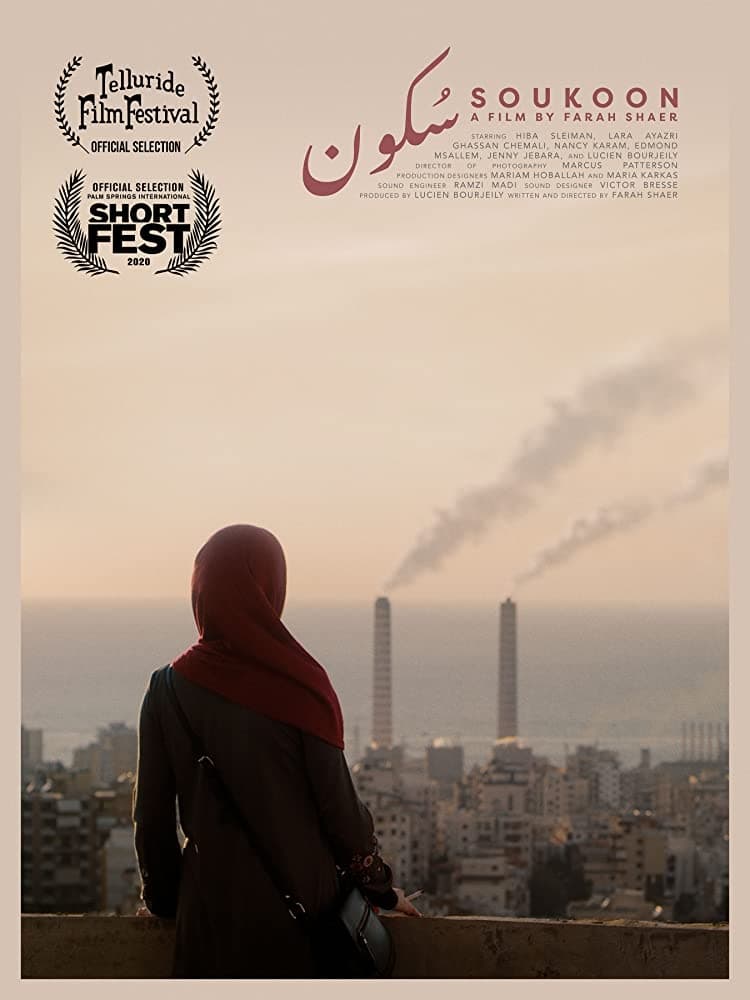 Telluride
Film Festival
OFFICIAL SELECTION
OFFICIAL SELECTION
PALM SPRINGS INTERNATIONAL
SHORT
FEST
2020
سُكون
SOUKOON
A FILM BY FARAH SHAER
STARRING HIBA SLEIMAN, LARA AYAZRI
GHASSAN CHEMALI, NANCY KARAM, EDMOND
MSALLEM, JENNY JEBARA, AND LUCIEN BOURJEILY
DIRECTOR OF PHOTOGRAPHY MARCUS PATTERSON
PRODUCTION DESIGNERS MARIAM HOBALLAH AND MARIA KARKAS
SOUND ENGINEER RAMZI MADI SOUND DESIGNER VICTOR BRESSE
PRODUCED BY LUCIEN BOURJEILY WRITTEN AND DIRECTED BY FARAH SHAER